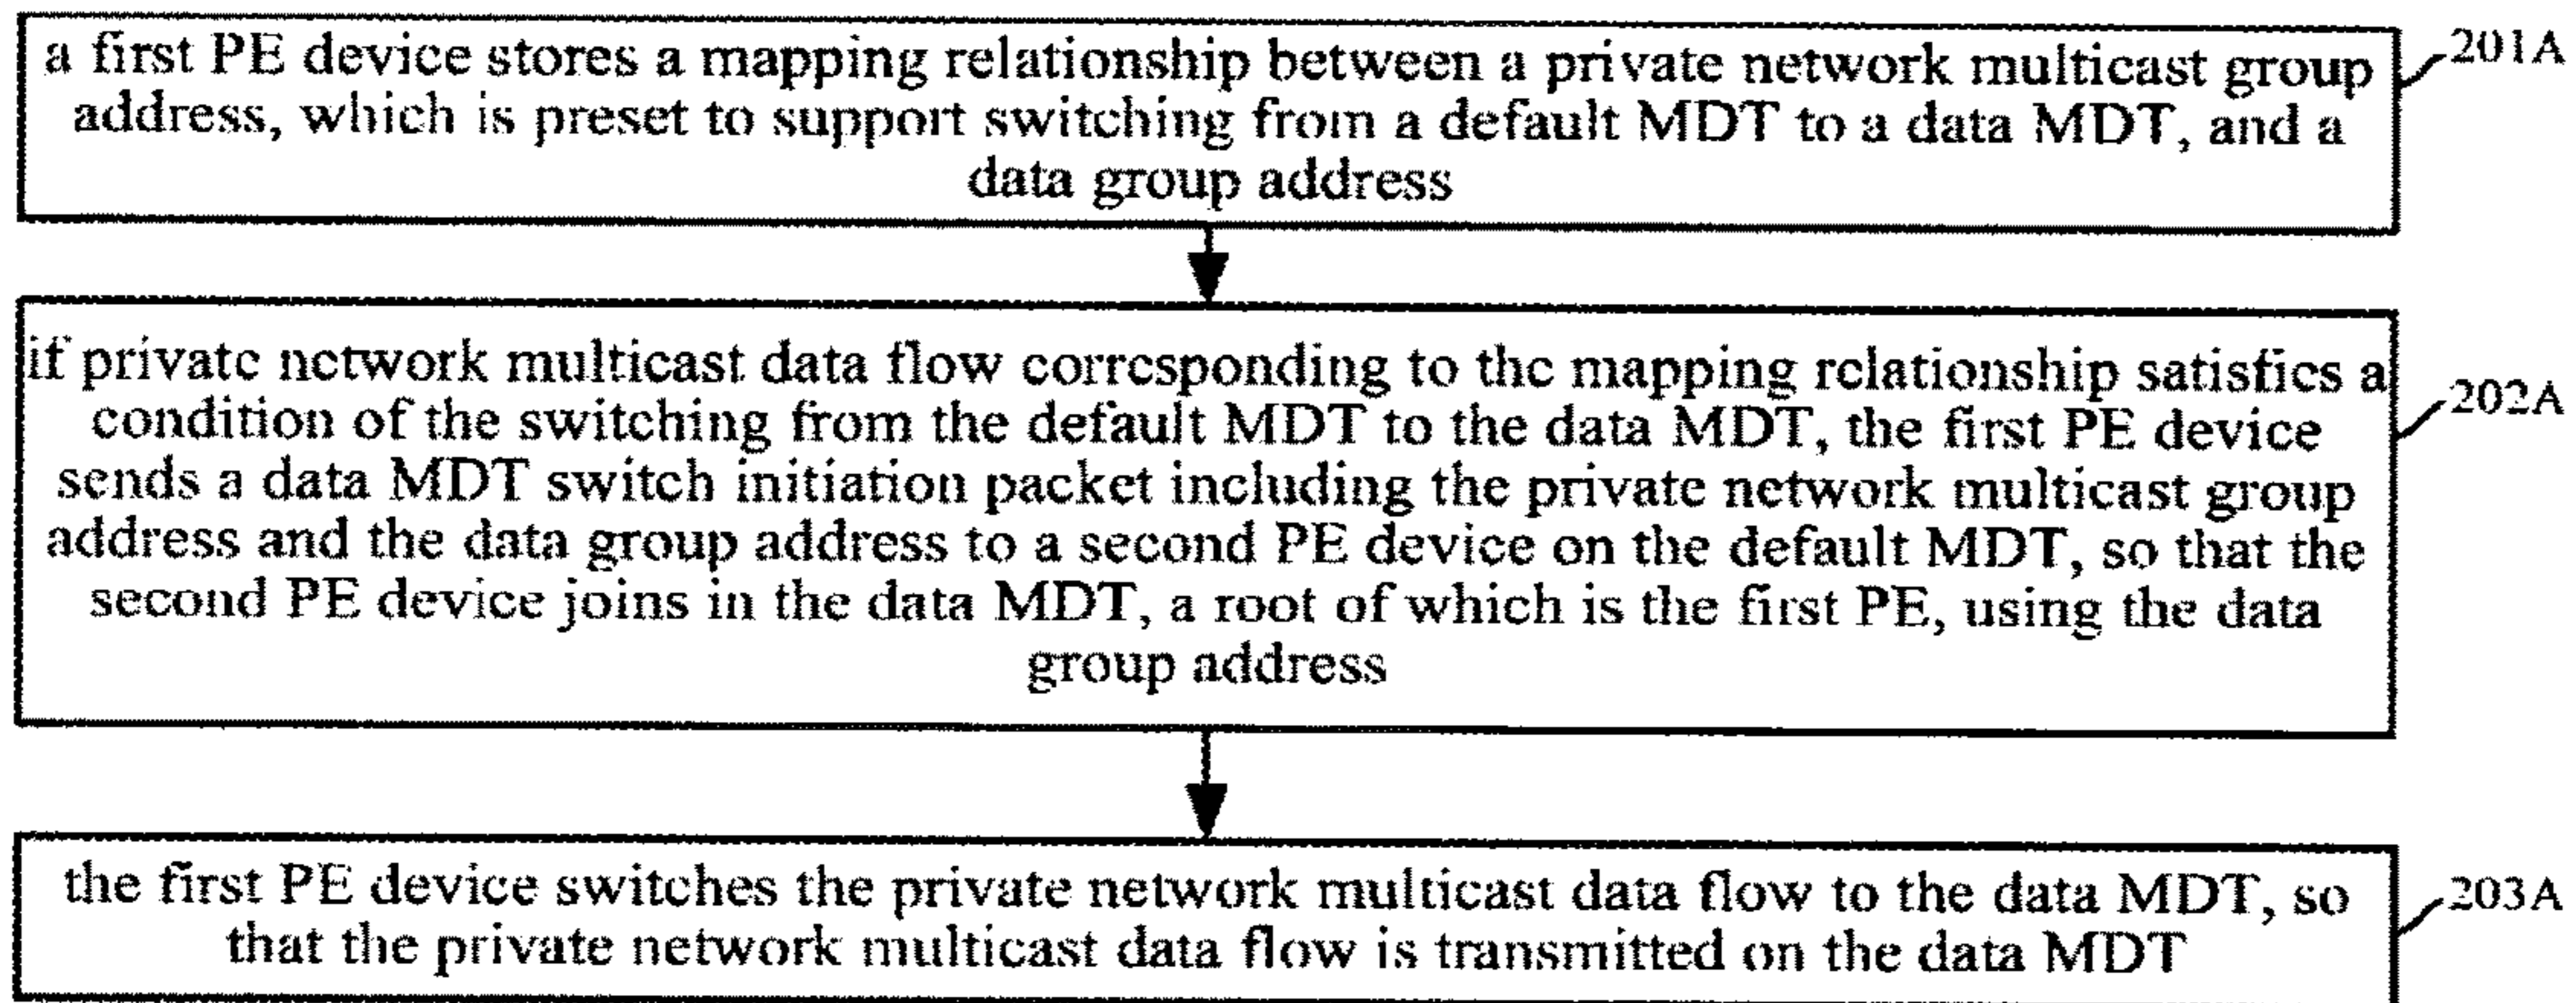 a first PE device stores a mapping relationship between a private network multicast group
address, which is preset to support switching from a default MDT to a data MDT, and a
data group address
201A
if private network multicast data flow corresponding to the mapping relationship satisfies a
condition of the switching from the default MDT to the data MDT, the first PE device
sends a data MDT switch initiation packet including the private network multicast group
address and the data group address to a second PE device on the default MDT, so that the
second PE device joins in the data MDT, a root of which is the first PE, using the data
group address
202A
the first PE device switches the private network multicast data flow to the data MDT, so
that the private network multicast data flow is transmitted on the data MDT
203A